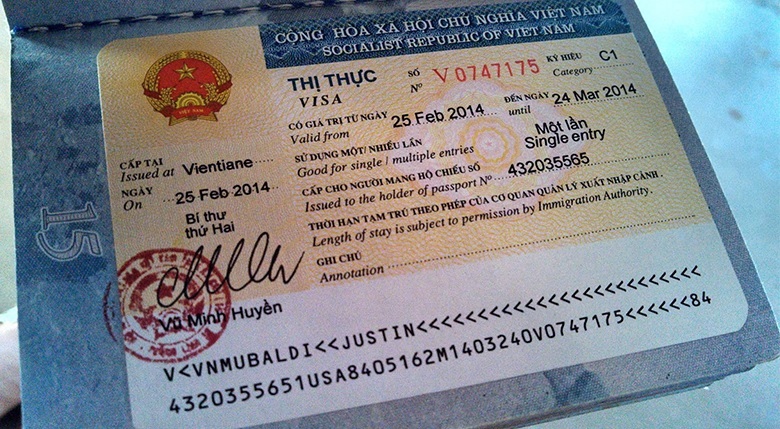 CỘNG HÒA XÃ HỘI CHỦ NGHĨA VIỆT NAM
SOCIALIST REPUBLIC OF VIET NAM
THỊ THỰC
VISA
SỐ
Nº V0747175
KÝ HIỆU
Category C1
CÓ GIÁ TRỊ TỪ NGÀY
Valid from 25 Feb 2014
ĐẾN NGÀY
until 24 Mar 2014
CẤP TẠI
Issued at Vientiane
SỬ DỤNG MỘT/ NHIỀU LẦN
Good for single / multiple entries
Một lần
Single entry
NGÀY
On 25 Feb 2014
CẤP CHO NGƯỜI MANG HỘ CHIẾU SỐ
Issued to the holder of passport Nº 432035565
Bí thư
thứ Hai
THỜI HẠN TẠM TRÚ THEO PHÉP CỦA CƠ QUAN QUẢN LÝ XUẤT NHẬP CẢNH.
Length of stay is subject to permission by Immigration Authority.
GHI CHÚ
Annotation
Vũ Minh Huyền
VIỆT NAM
15
V<VNMUBALDI<<JUSTIN<<<<<<<<<<<<<<<<<<<<<<<<<
4320355651USA8405162M1403240V0747175<<<<<<84